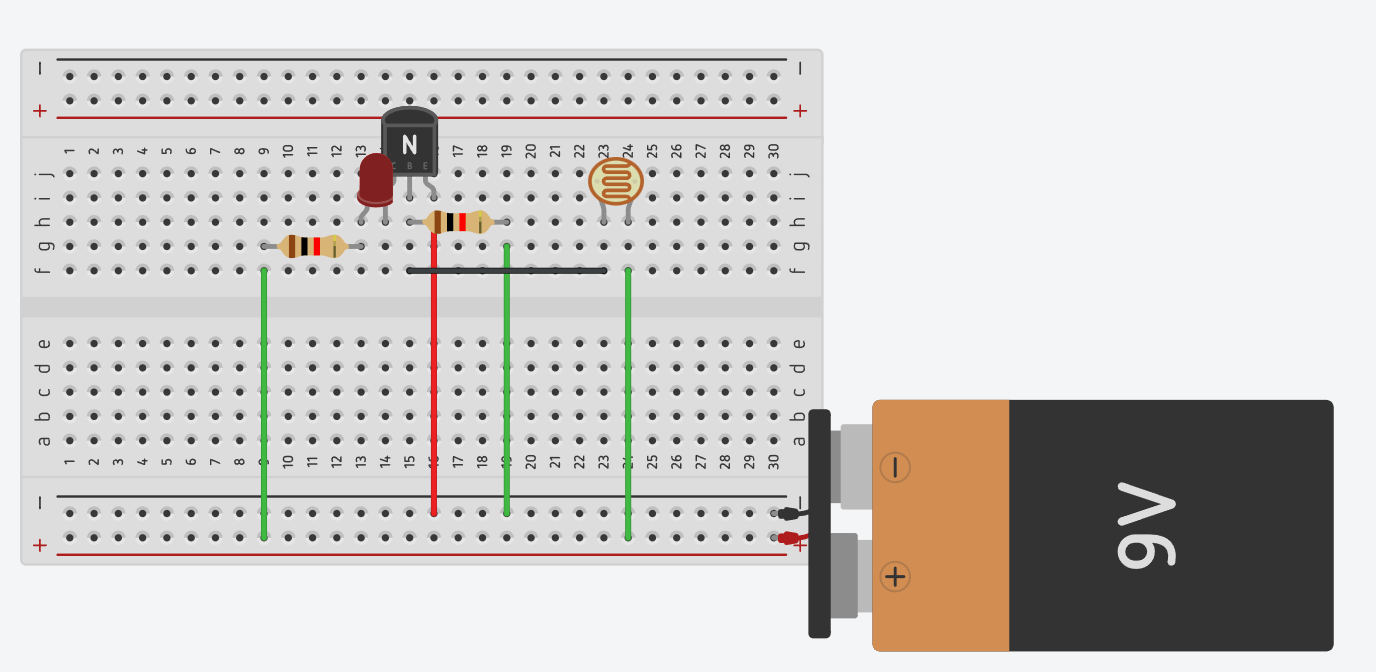 − −
+ +
1 2 3 4 5 6 7 8 9 10 11 12 13 17 18 19 20 21 22 23 24 25 26 27 28 29 30
N
C B E
j j
i i
h h
g g
f f
e e
d d
c c
b b
a a
1 2 3 4 5 6 7 8 9 10 11 12 13 14 15 16 17 18 19 20 21 22 23 24 25 26 27 28 29 30
− −
+ +
−
+
9V